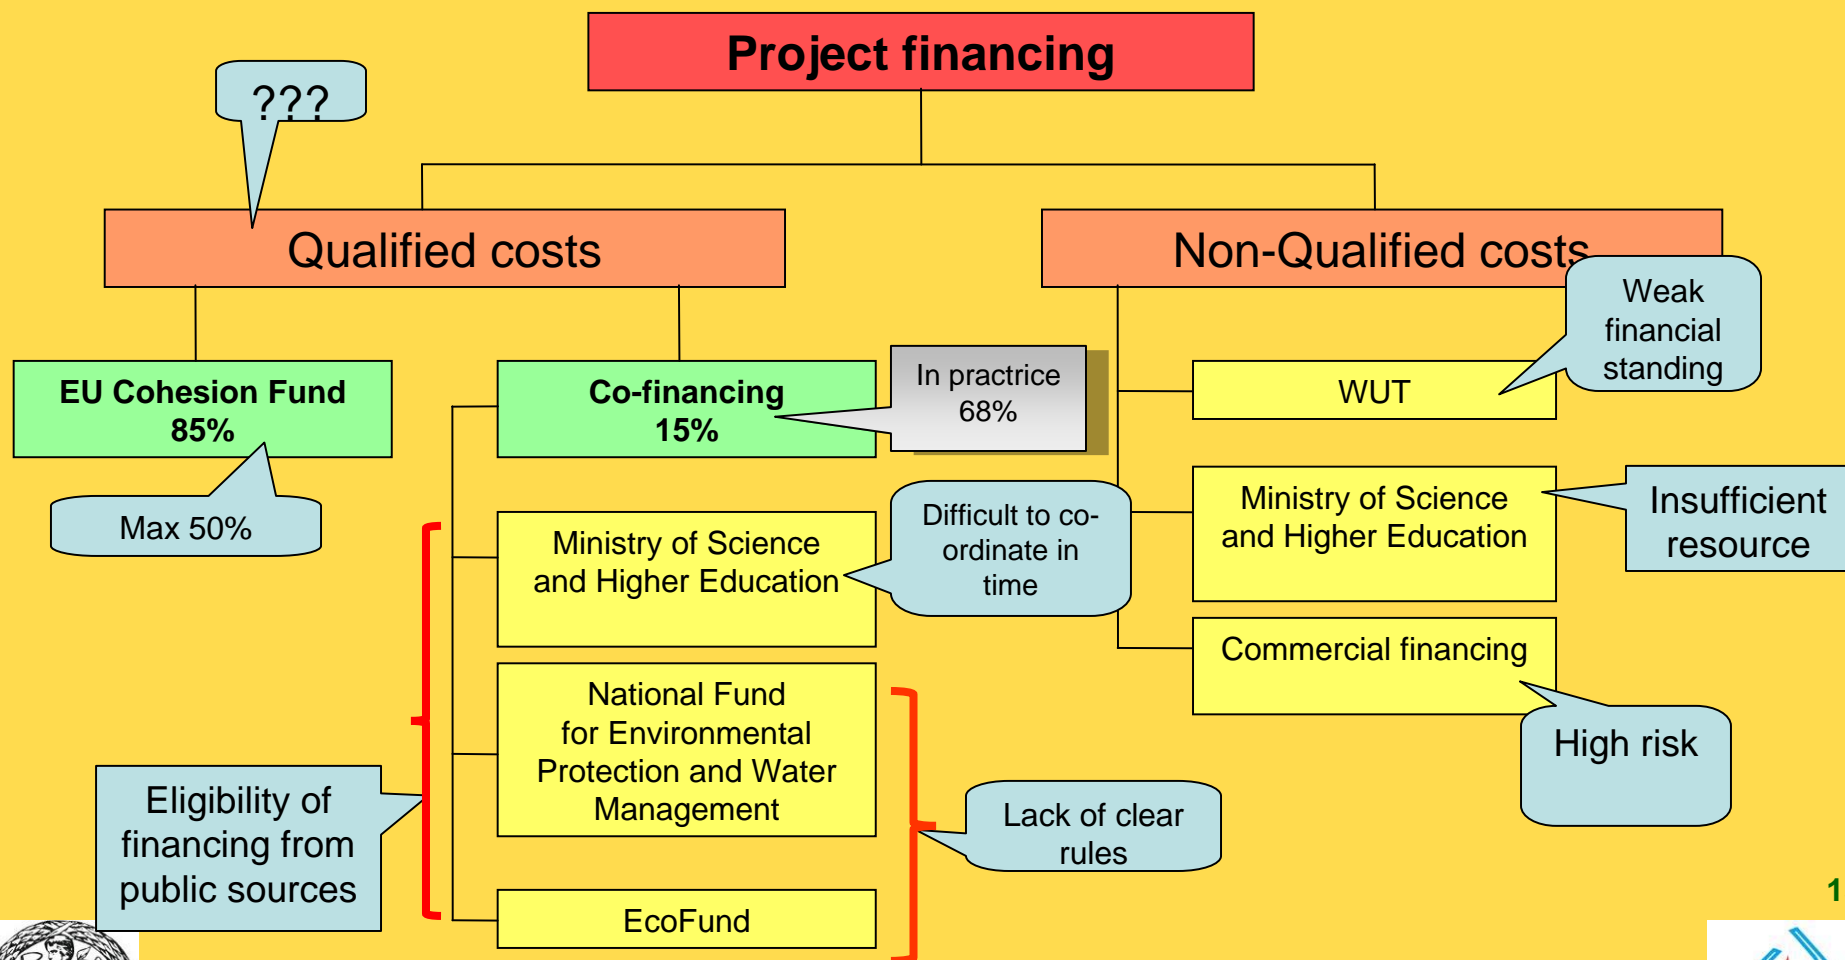 Project financing
???
Qualified costs
Non-Qualified costs
Weak
financial
standing
EU Cohesion Fund
85%
Max 50%
Co-financing
15%
In practrice
68%
WUT
Ministry of Science
and Higher Education
Difficult to co-
ordinate in
time
Ministry of Science
and Higher Education
Insufficient
resource
National Fund
for Environmental
Protection and Water
Management
Commercial financing
High risk
Eligibility of
financing from
public sources
Lack of clear
rules
EcoFund
1